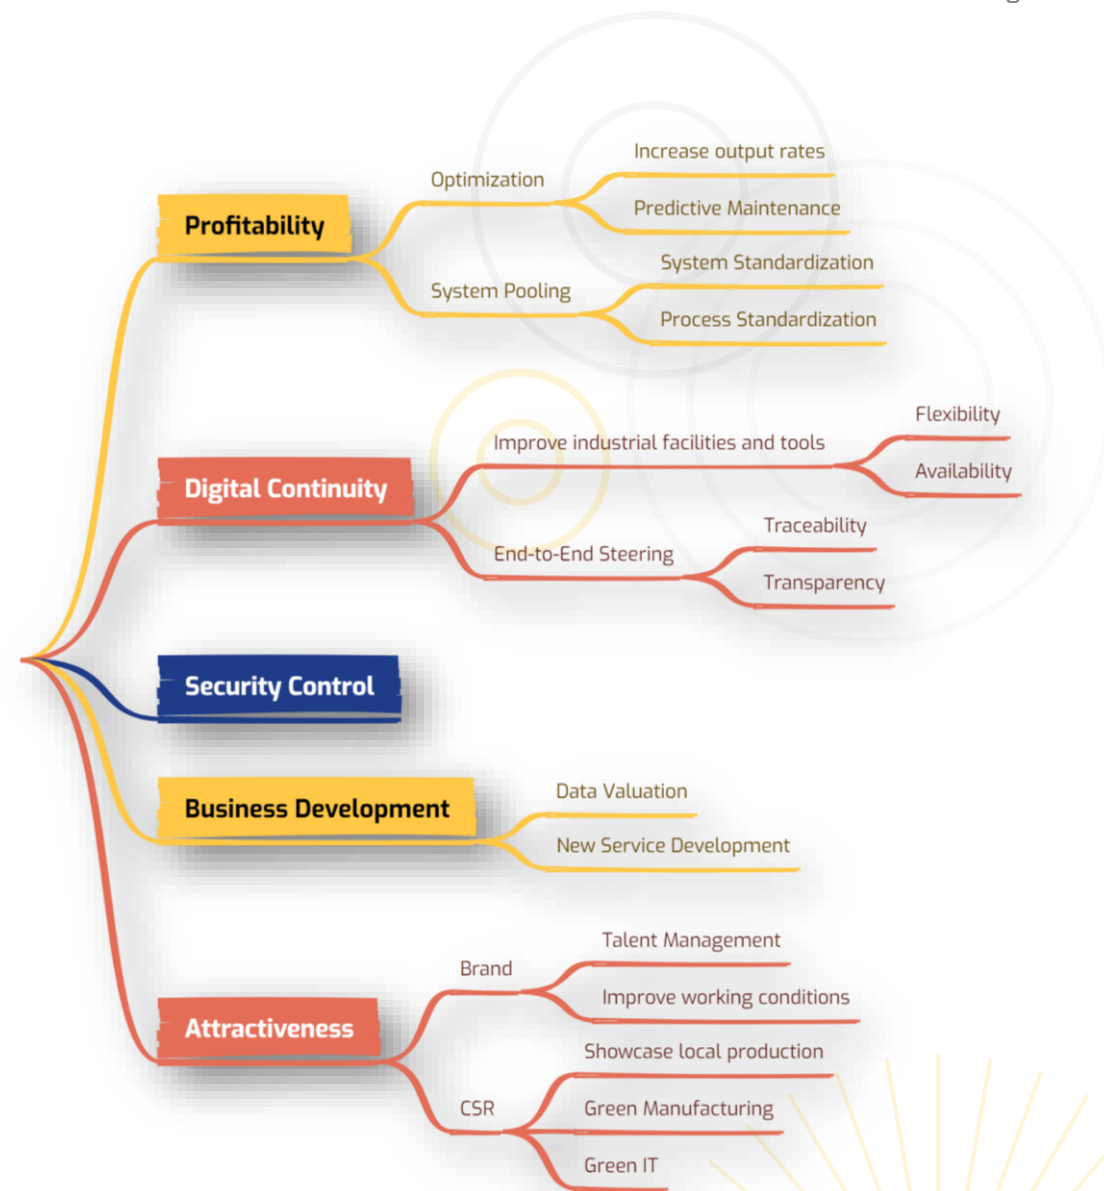 Profitability
Optimization
Increase output rates
Predictive Maintenance
System Pooling
System Standardization
Process Standardization
Digital Continuity
Improve industrial facilities and tools
Flexibility
Availability
End-to-End Steering
Traceability
Transparency
Security Control
Business Development
Data Valuation
New Service Development
Attractiveness
Brand
Talent Management
Improve working conditions
CSR
Showcase local production
Green Manufacturing
Green IT